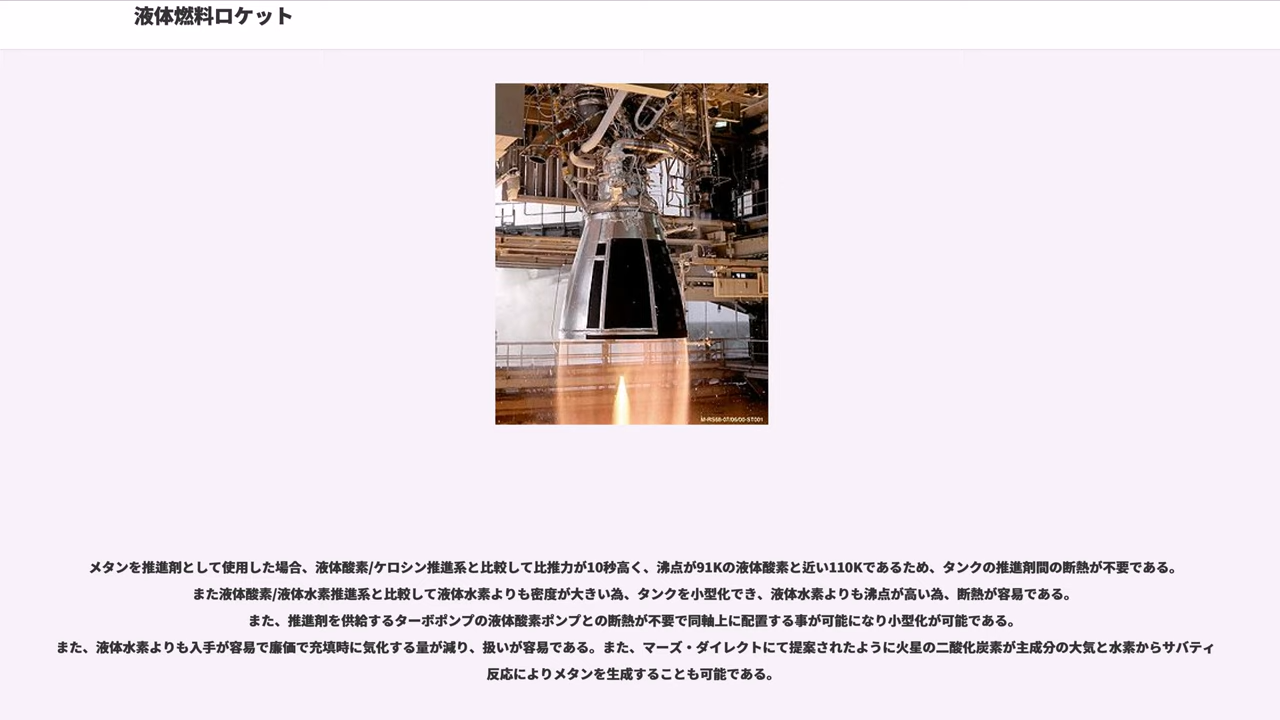 液体燃料ロケット
M-RS68-07/06/00-ST001
メタンを推進剤として使用した場合、液体酸素/ケロシン推進系と比較して比推力が10秒高く、沸点が91Kの液体酸素と近い110Kであるため、タンクの推進剤間の断熱が不要である。
また液体酸素/液体水素推進系と比較して液体水素よりも密度が大きい為、タンクを小型化でき、液体水素よりも沸点が高い為、断熱が容易である。
また、推進剤を供給するターボポンプの液体酸素ポンプとの断熱が不要で同軸上に配置する事が可能になり小型化が可能である。
また、液体水素よりも入手が容易で廉価で充填時に気化する量が減り、扱いが容易である。また、マーズ・ダイレクトにて提案されたように火星の二酸化炭素が主成分の大気と水素からサバティ
反応によりメタンを生成することも可能である。